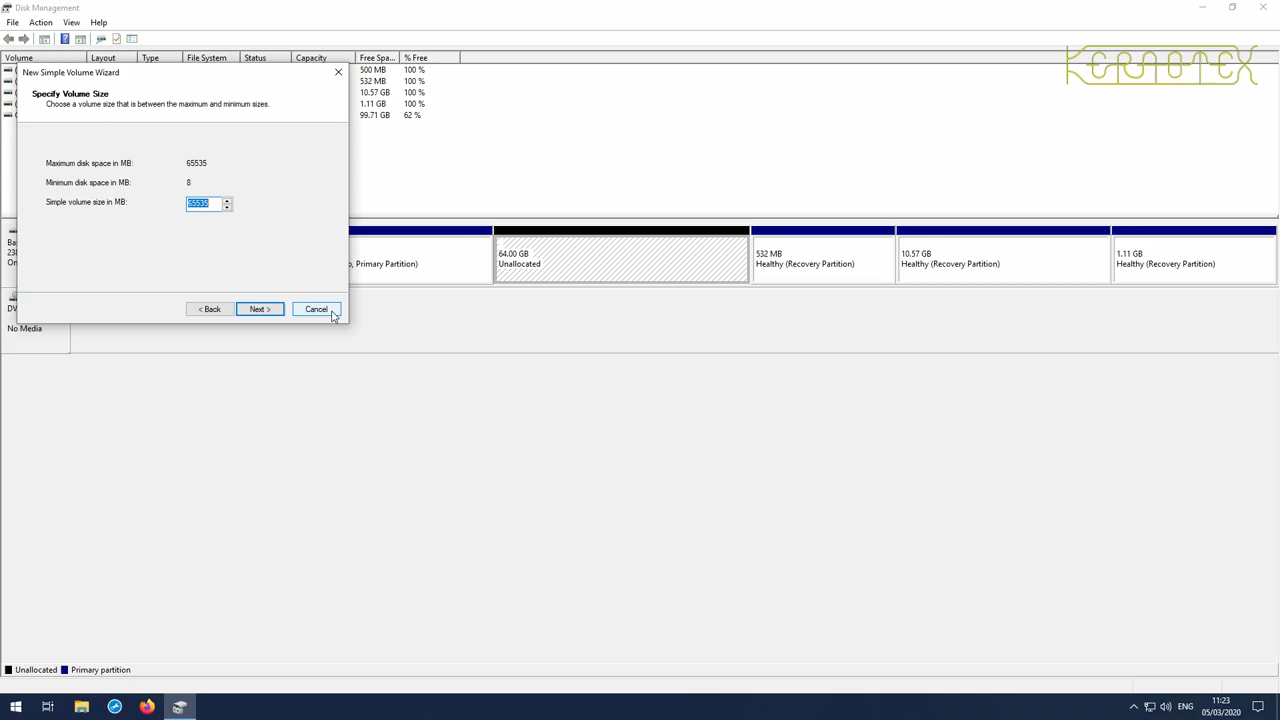 Disk Management
File Action View Help
Volume Layout Type File System Status Capacity Free Spa... % Free
500 MB 100 %
532 MB 100 %
10.57 GB 100 %
1.11 GB 100 %
99.71 GB 62 %
KERNOTEX
New Simple Volume Wizard
Specify Volume Size
Choose a volume size that is between the maximum and minimum sizes.
Maximum disk space in MB: 65535
Minimum disk space in MB: 8
Simple volume size in MB: 65535
< Back Next > Cancel
Ba
23
On
DV
No Media
p, Primary Partition)
64.00 GB
Unallocated
532 MB
Healthy (Recovery Partition)
10.57 GB
Healthy (Recovery Partition)
1.11 GB
Healthy (Recovery Partition)
Unallocated Primary partition
ENG
11:23
05/03/2020